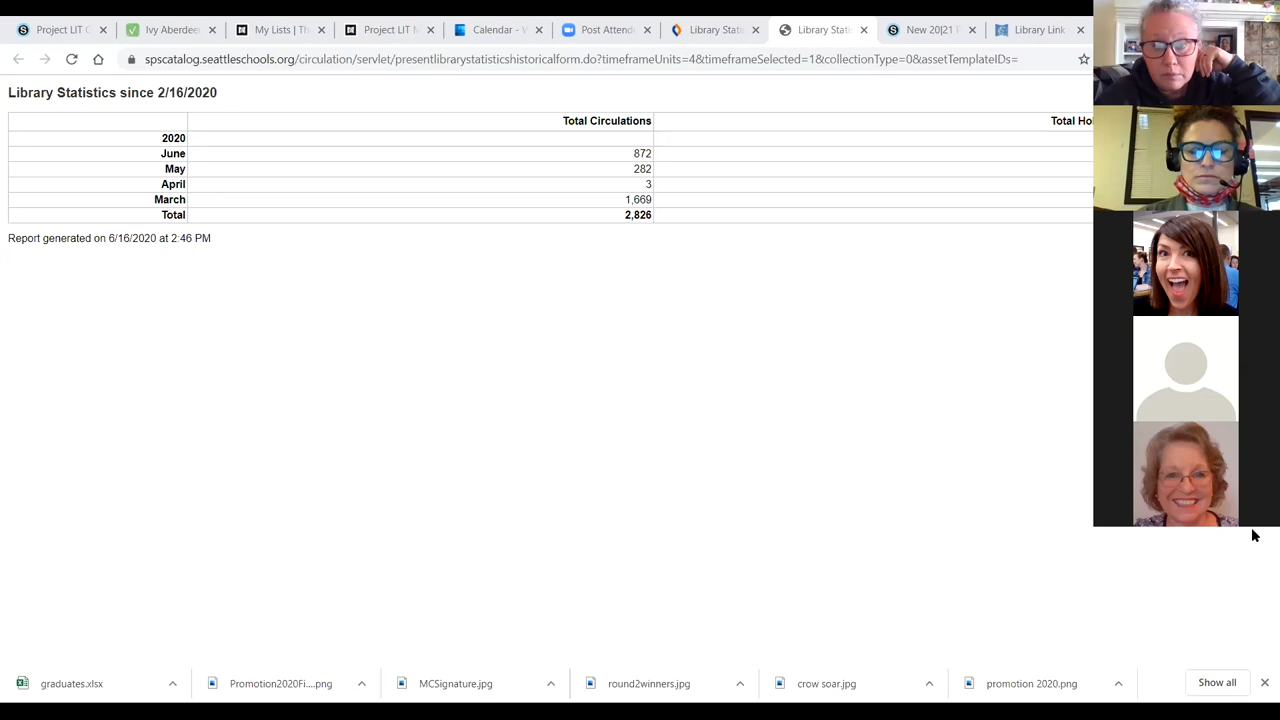 Project LIT C
Ivy Aberdee
My Lists | Th
Project LIT
Calend
Post Attend
Library Stati
Library Stati
New 20|21
Library Link
spscatalog.seattleschools.org/circulation/servlet/presentlibrarystatisticshistoricalform.do?timeframeUnits=4&timeframeSelected=1&collectionType=0&assetTemplateIDs=
Library Statistics since 2/16/2020
Total Circulations Total Hol
2020
June 872
May 282
April 3
March 1,669
Total 2,826
Report generated on 6/16/2020 at 2:46 PM
graduates.xlsx
Promotion2020Fi....png
MCSignature.jpg
round2winners.jpg
crow soar.jpg
promotion 2020.png
Show all